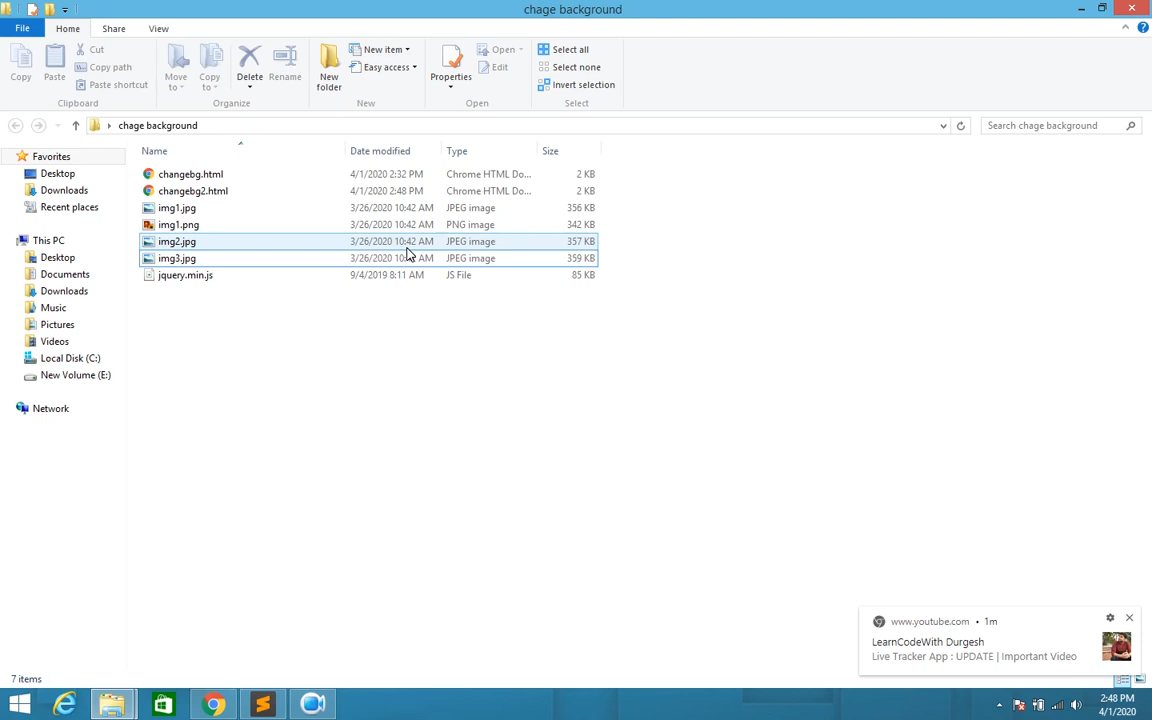 chage background
File Home Share View
Copy
Paste
Cut
Copy path
Paste shortcut
Clipboard
Move to
Copy to
Delete
Rename
Organize
New folder
New item
Easy access
New
Properties
Open
Edit
Open
Select all
Select none
Invert selection
Select
chage background
Search chage background
Name Date modified Type Size
changebg.html 4/1/2020 2:32 PM Chrome HTML Do... 2 KB
changebg2.html 4/1/2020 2:48 PM Chrome HTML Do... 2 KB
img1.jpg 3/26/2020 10:42 AM JPEG image 356 KB
img1.png 3/26/2020 10:42 AM PNG image 342 KB
img2.jpg 3/26/2020 10:42 AM JPEG image 357 KB
img3.jpg 3/26/2020 AM JPEG image 359 KB
jquery.min.js 9/4/2019 8:11 AM JS File 85 KB
Favorites
Desktop
Downloads
Recent places
This PC
Desktop
Documents
Downloads
Music
Pictures
Videos
Local Disk (C:)
New Volume (E:)
Network
www.youtube.com • 1m
LearnCodeWith Durgesh
Live Tracker App : UPDATE | Important Video
7 items
2:48 PM
4/1/2020